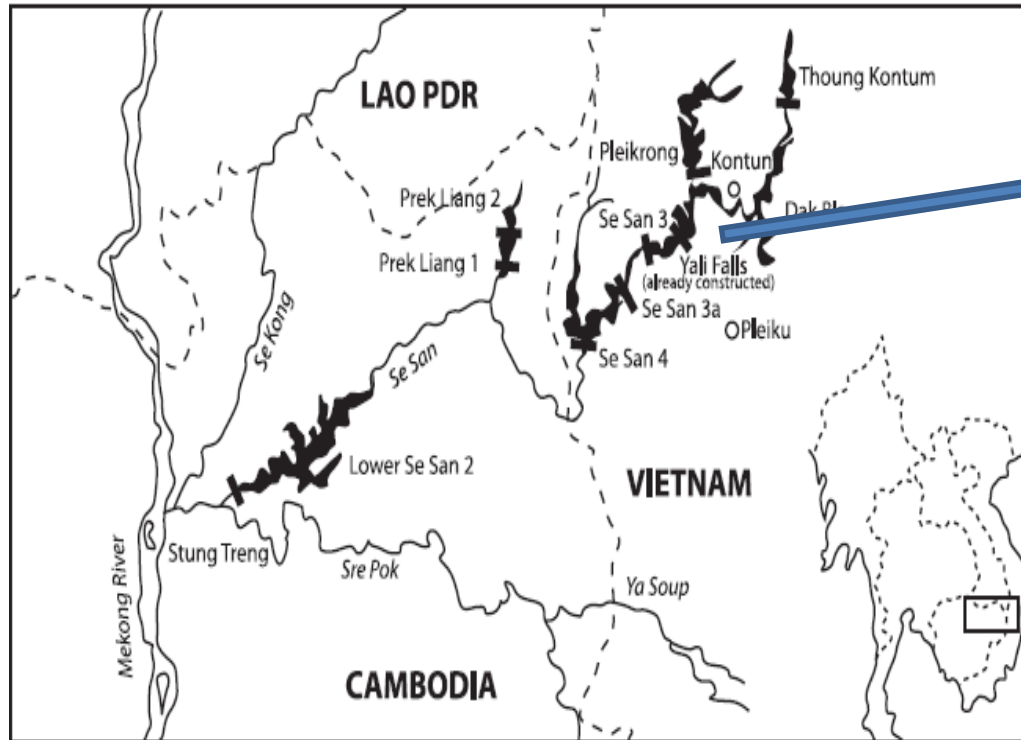 LAO PDR
Thoung Kontum
Pleikrong
Kontun
Prek Liang 2
Se San 3
Dak
Prek Liang 1
Yali Falls
(already constructed)
Se San 3a
Pleiku
Se Kong
Se San
Se San 4
Lower Se San 2
VIETNAM
Stung Treng
Sre Pok
Ya Soup
Mekong River
CAMBODIA